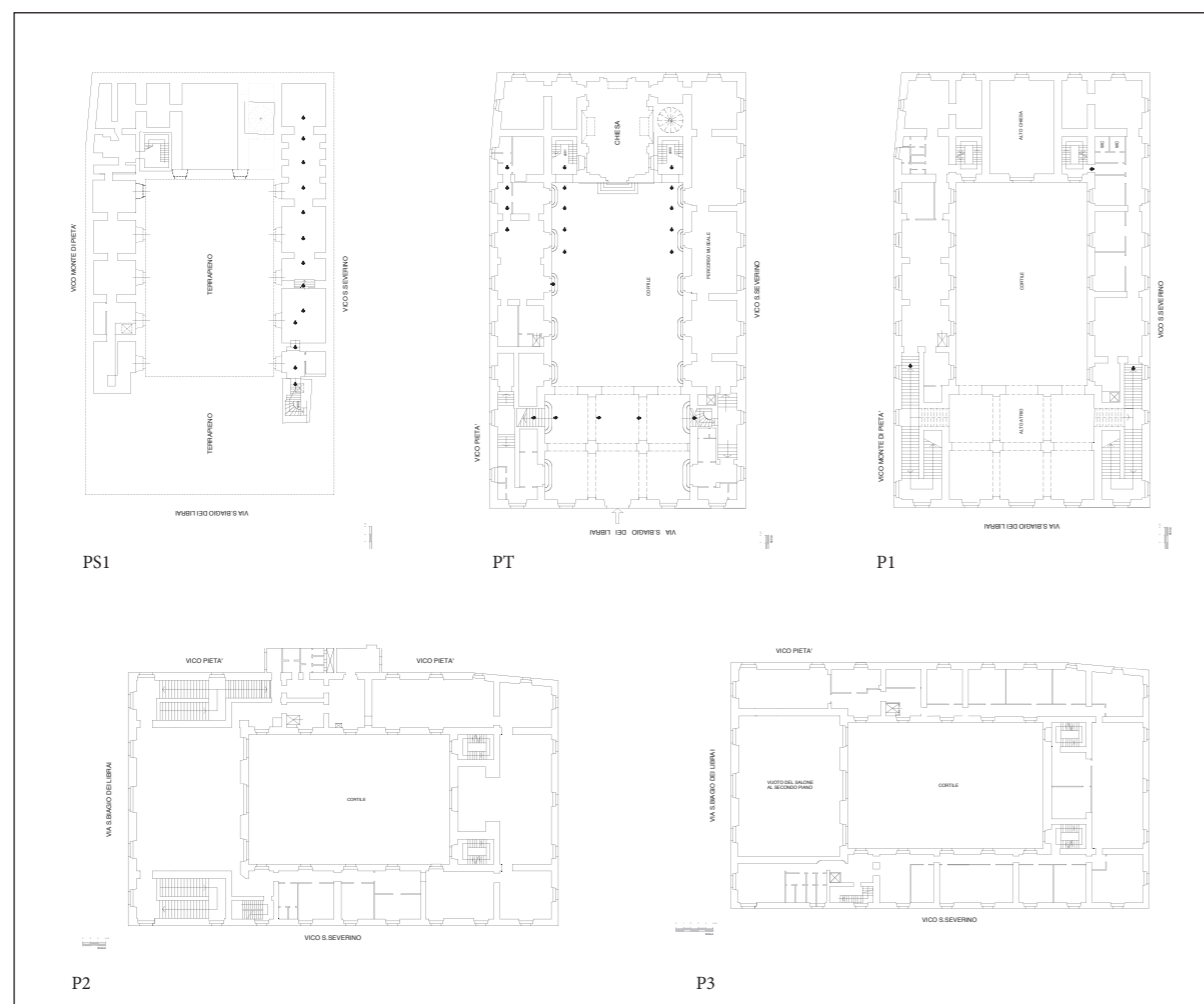 VICO MONTE DI PIETA'
TERRAPIENO
TERRAPIENO
VICO S.SEVERINO
VIA S.BIAGIO DEI LIBRAI
PS1
CHIESA
CORTILE
PERCORSO MUSEALE
VICO PIETA'
VICO S.SEVERINO
VIA S.BIAGIO DEI LIBRAI
PT
ALTO CHIESA
CORTILE
ALTO ATRIO
VICO MONTE DI PIETA'
VICO S.SEVERINO
VIA S.BIAGIO DEI LIBRAI
P1
VICO PIETA'
VICO PIETA'
VIA S.BIAGIO DEI LIBRAI
CORTILE
VICO S.SEVERINO
P2
VICO PIETA'
VIA S.BIAGIO DEI LIBRAI
VUOTO DEL SALONE
AL SECONDO PIANO
CORTILE
VICO S.SEVERINO
P3